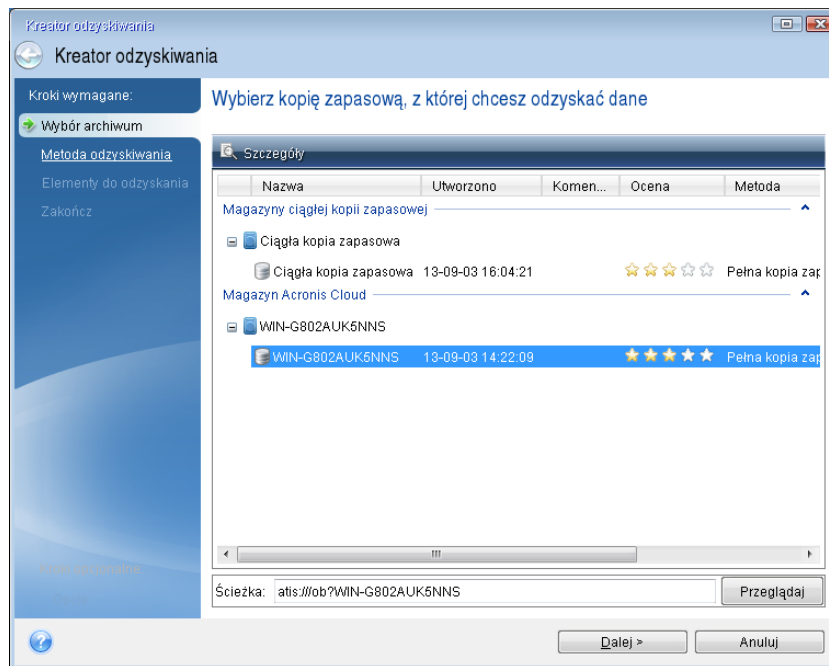 Kreator odzyskiwania
Kreator odzyskiwania
Kroki wymagane:
Wybór archiwum
Metoda odzyskiwania
Elementy do odzyskania
Zakończ
Wybierz kopię zapasową, z której chcesz odzyskać dane
Szczegóły
Nazwa Utworzono Komen... Ocena Metoda
Magazyny ciągłej kopii zapasowej
Ciągła kopia zapasowa
Ciągła kopia zapasowa 13-09-03 16:04:21 Pełna kopia zap
Magazyn Acronis Cloud
WIN-G802AUK5NNS
WIN-G802AUK5NNS 13-09-03 14:22:09 Pełna kopia zap
Ścieżka: atis:///ob?WIN-G802AUK5NNS Przeglądaj
Dalej > Anuluj